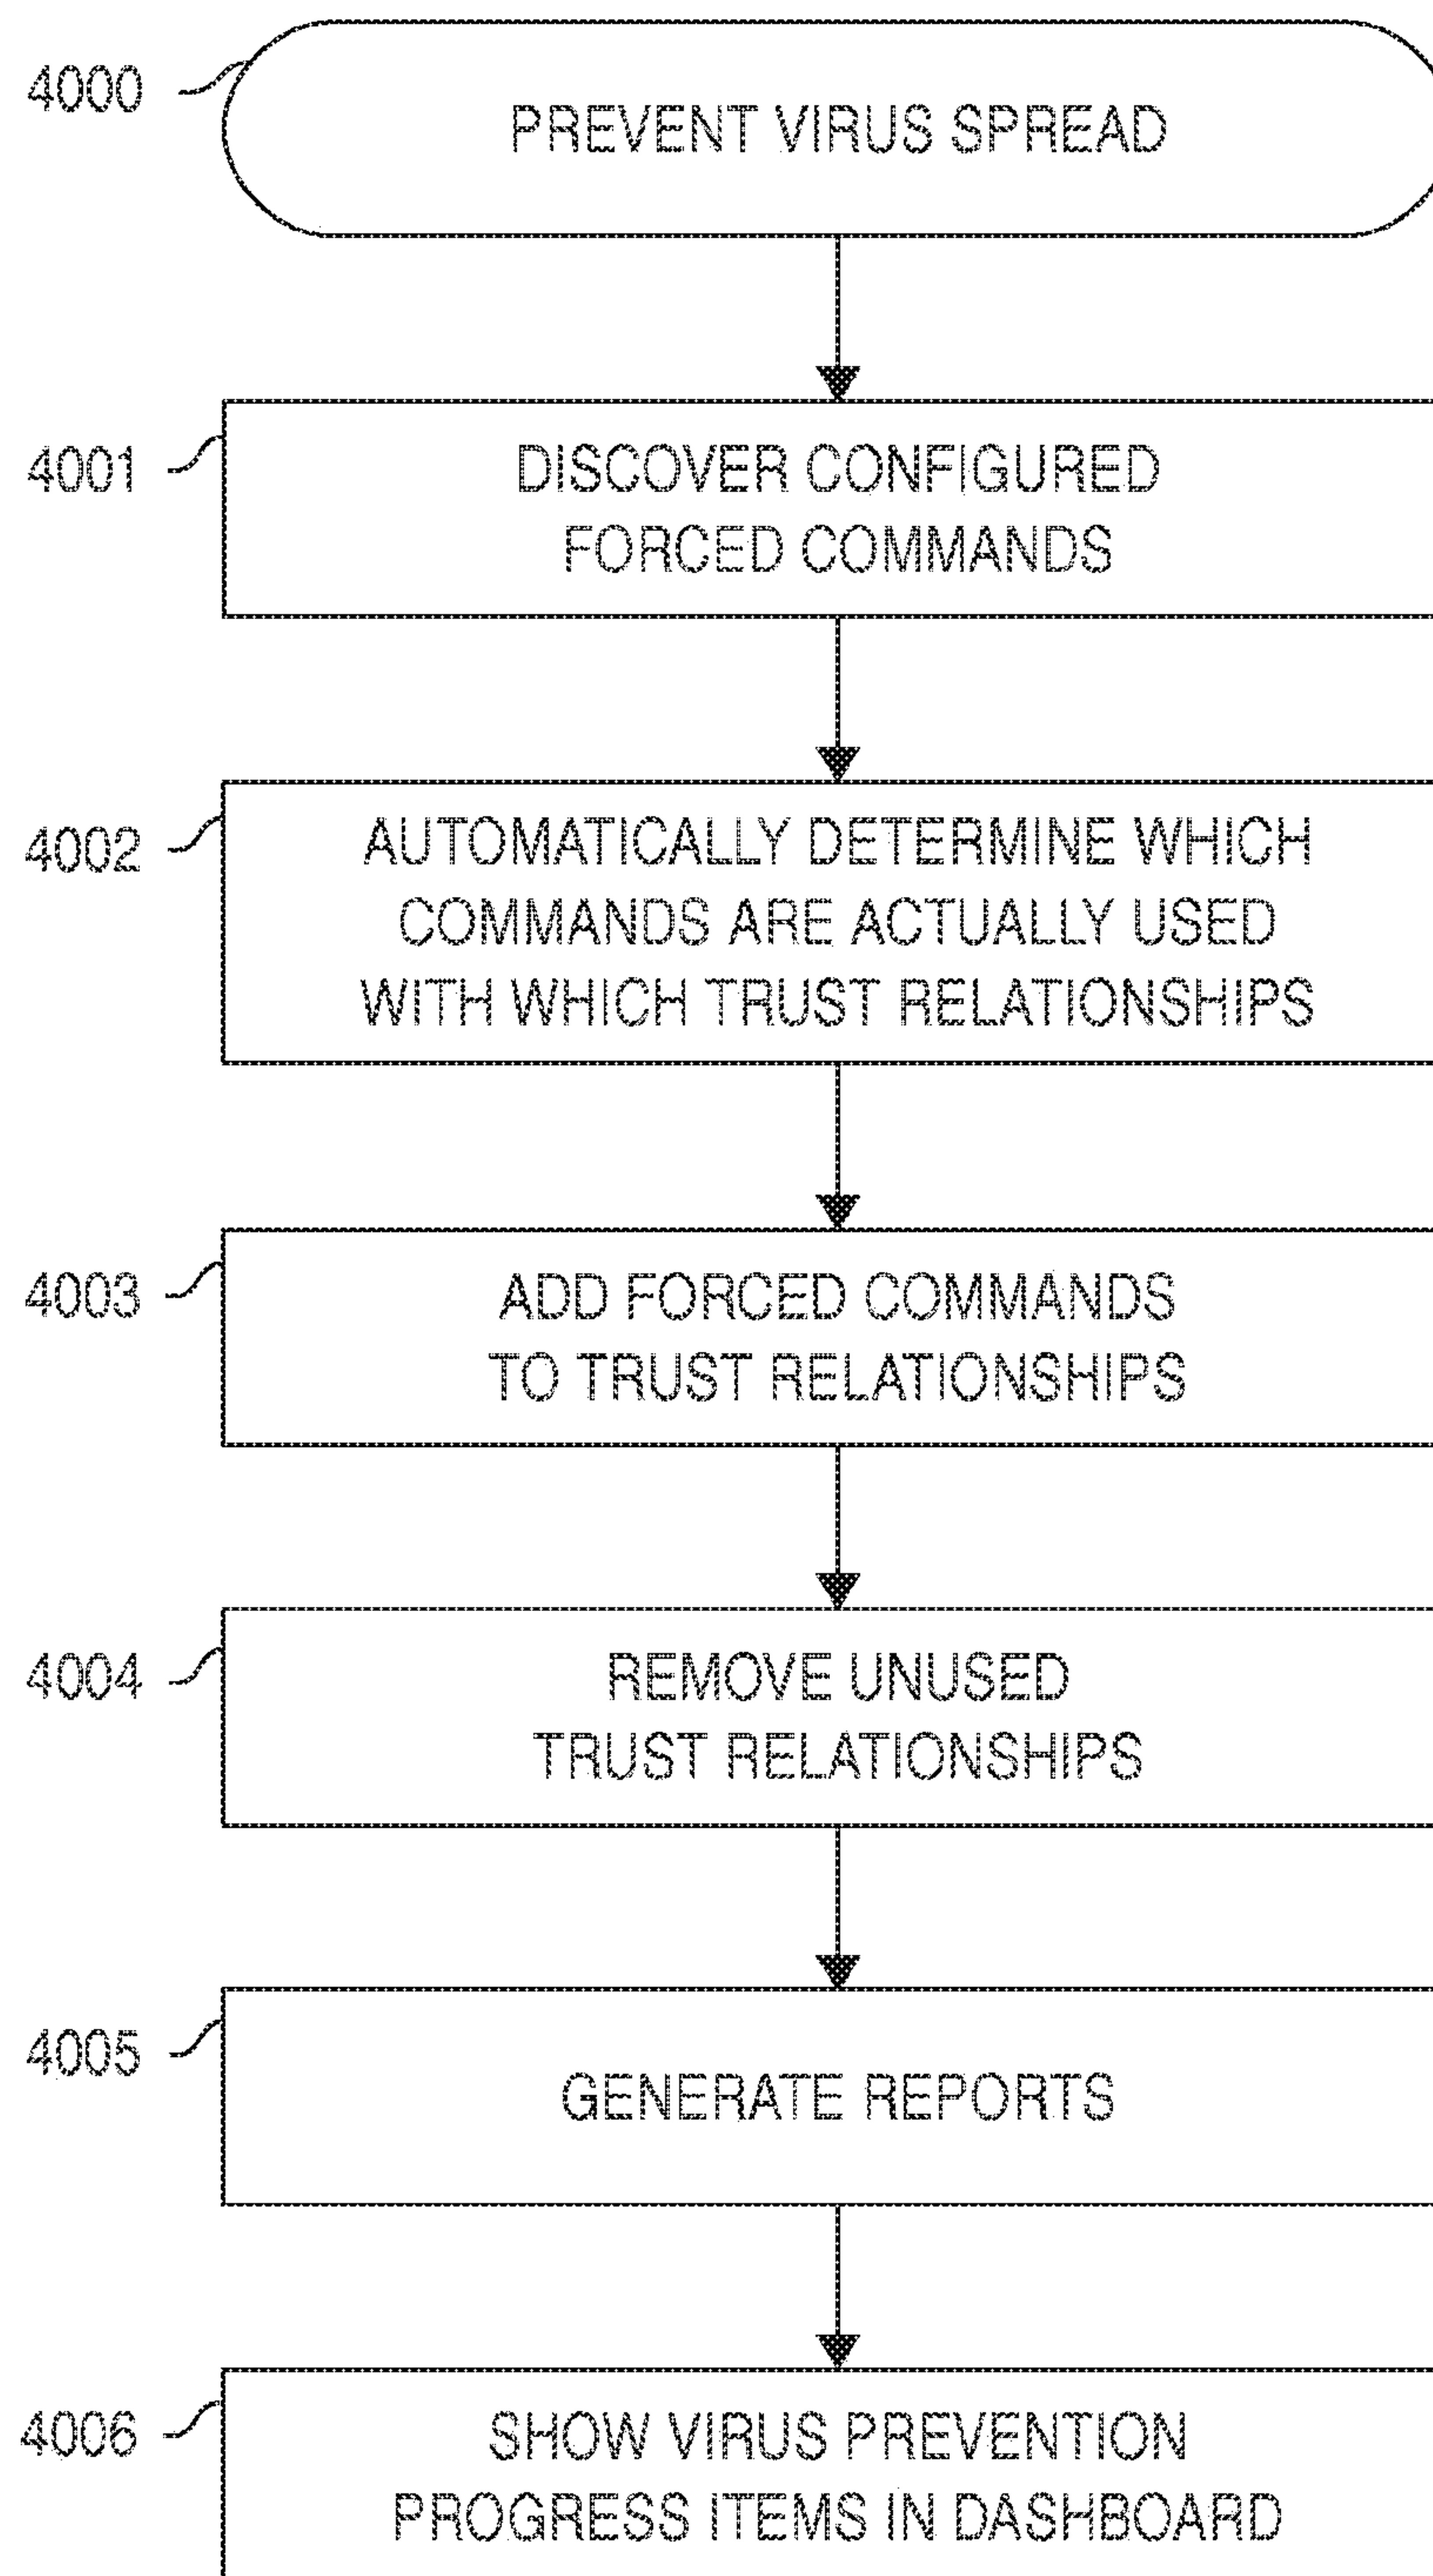 4000
PREVENT VIRUS SPREAD
4001
DISCOVER CONFIGURED
FORCED COMMANDS
4002
AUTOMATICALLY DETERMINE WHICH
COMMANDS ARE ACTUALLY USED
WITH WHICH TRUST RELATIONSHIPS
4003
ADD FORCED COMMANDS
TO TRUST RELATIONSHIPS
4004
REMOVE UNUSED
TRUST RELATIONSHIPS
4005
GENERATE REPORTS
4006
SHOW VIRUS PREVENTION
PROGRESS ITEMS IN DASHBOARD